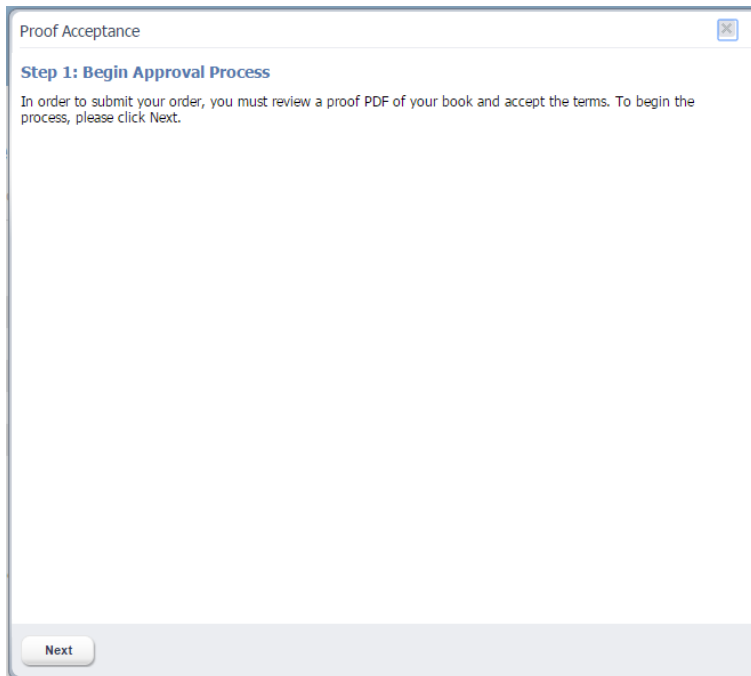 Proof Acceptance
Step 1: Begin Approval Process
In order to submit your order, you must review a proof PDF of your book and accept the terms. To begin the
process, please click Next.
Next